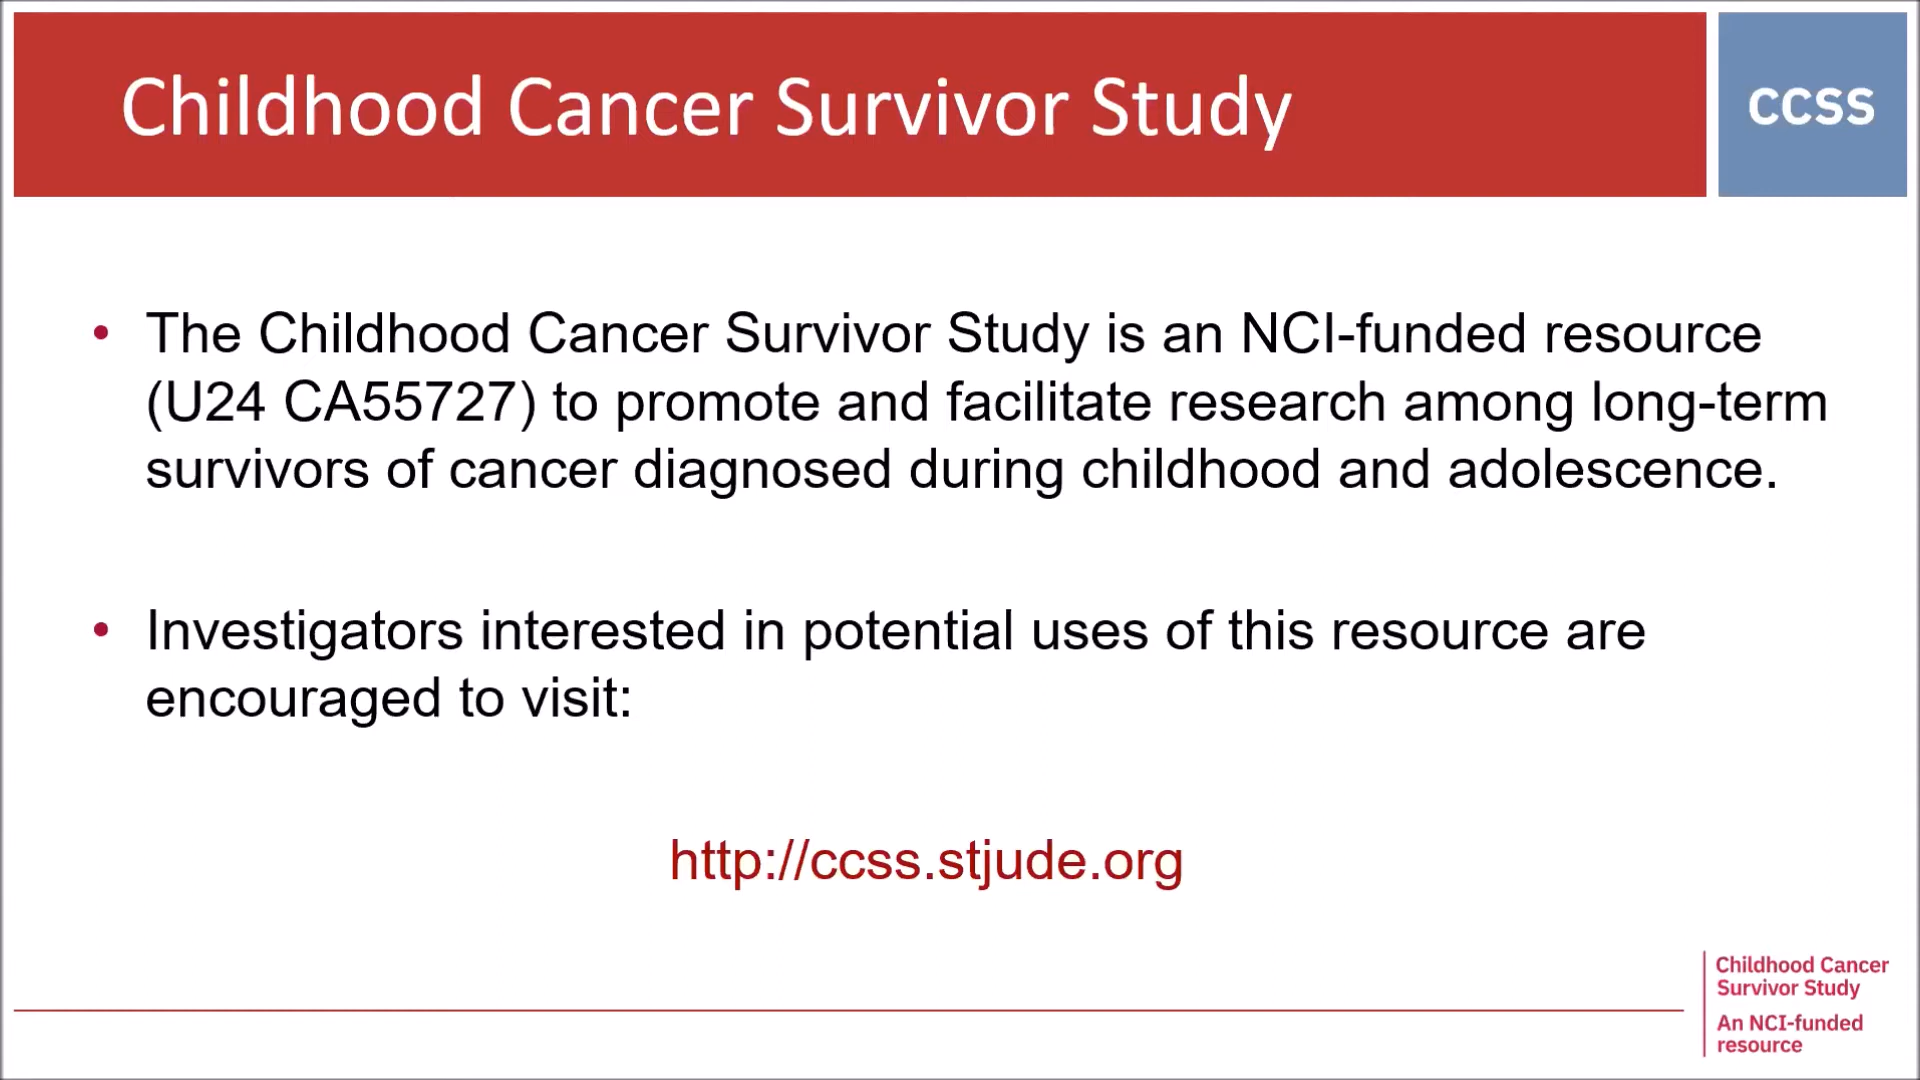 Childhood Cancer Survivor Study
CCSS
• The Childhood Cancer Survivor Study is an NCI-funded resource
(U24 CA55727) to promote and facilitate research among long-term
survivors of cancer diagnosed during childhood and adolescence.
• Investigators interested in potential uses of this resource are
encouraged to visit:
http://ccss.stjude.org
Childhood Cancer
Survivor Study
An NCI-funded
resource